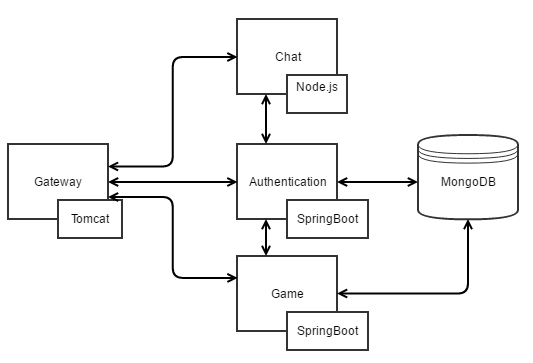 Chat
Node.js
Gateway
Tomcat
Authentication
SpringBoot
MongoDB
Game
SpringBoot